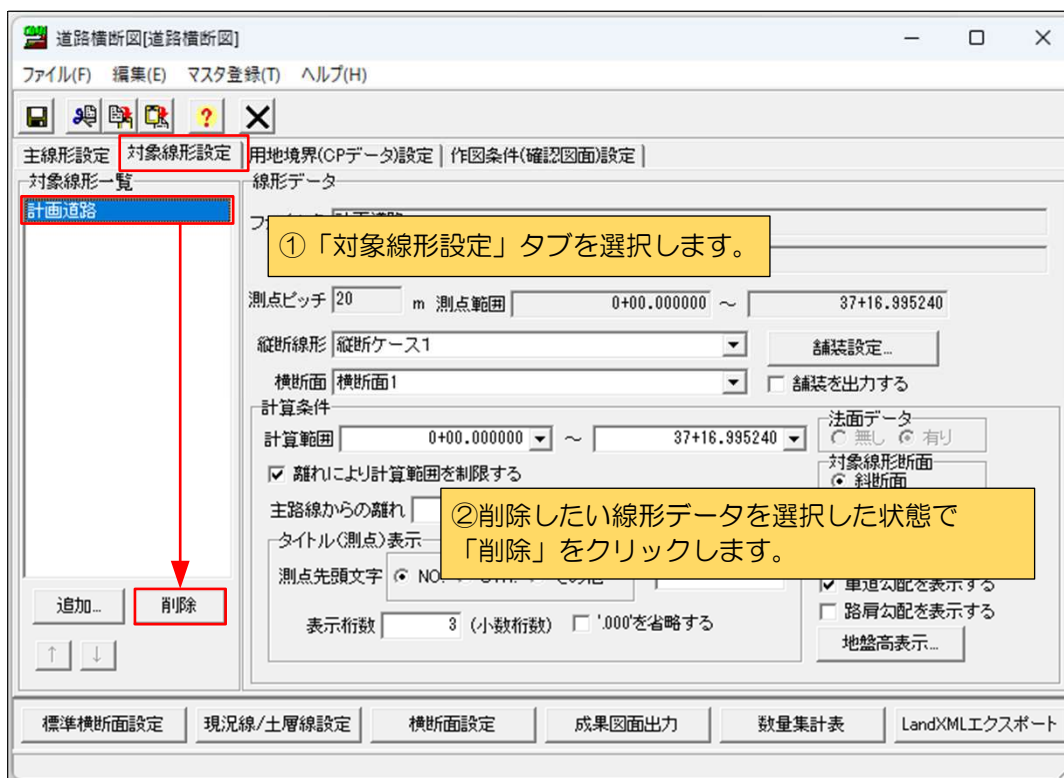 道路横断図[道路横断図]
ファイル(F) 編集(E) マスタ登録(T) ヘルプ(H)
主線形設定 対象線形設定 用地境界(CPデータ)設定 作図条件(確認図面)設定
対象線形一覧
計画道路
線形データ
①「対象線形設定」タブを選択します。
測点ピッチ 20 m 測点範囲 0+00.000000 ～ 37+16.995240
縦断線形 縦断ケース1 舗装設定...
横断面 横断面1 舗装を出力する
計算条件
計算範囲 0+00.000000 ～ 37+16.995240
法面データ
無し 有り
離れにより計算範囲を制限する
対象線形断面
斜断面
主路線からの離れ
②削除したい線形データを選択した状態で
「削除」をクリックします。
タイトル(測点)表示
測点先頭文字 NO.
車道勾配を表示する
表示桁数 3 (小数桁数) '.000'を省略する
路肩勾配を表示する
地盤高表示...
追加... 削除
↑ ↓
標準横断面設定 現況線/土層線設定 横断面設定 成果図面出力 数量集計表 LandXMLエクスポート